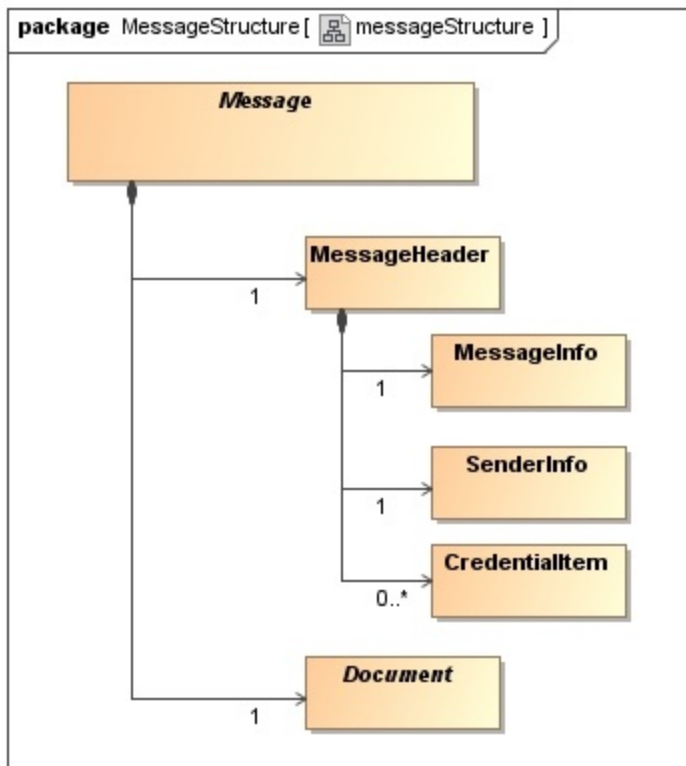 package MessageStructure [ messageStructure ]
Message
MessageHeader
1
MessageInfo
1
SenderInfo
1
CredentialItem
0..*
Document
1